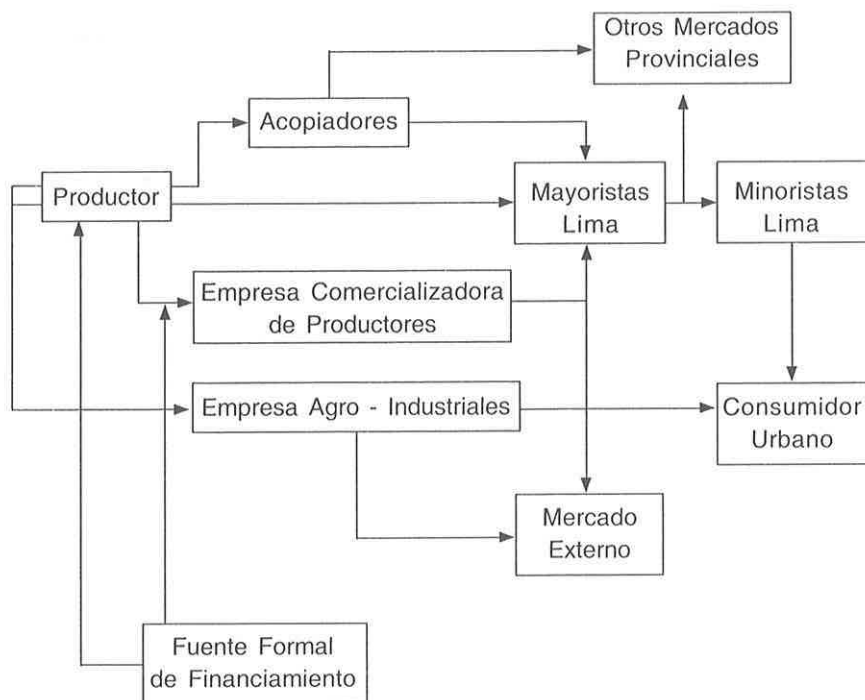 Otros Mercados
Provinciales
Acopiadores
Productor
Mayoristas
Lima
Minoristas
Lima
Empresa Comercializadora
de Productores
Empresa Agro - Industriales
Consumidor
Urbano
Mercado
Externo
Fuente Formal
de Financiamiento